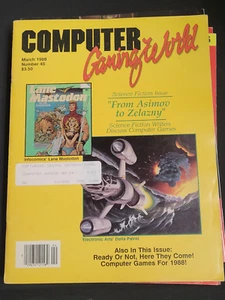 COMPUTER
Gaming World
March 1988
Number 45
$3.50
Science Fiction Issue
"From Asimov
to Zelazny"
Science Fiction Writers
Discuss Computer Games
Lane
Mastodon
Infocomics' Lane Mastodon
Electronic Arts' Delta Patrol
Also In This Issue:
Ready Or Not, Here They Come!
Computer Games For 1988!